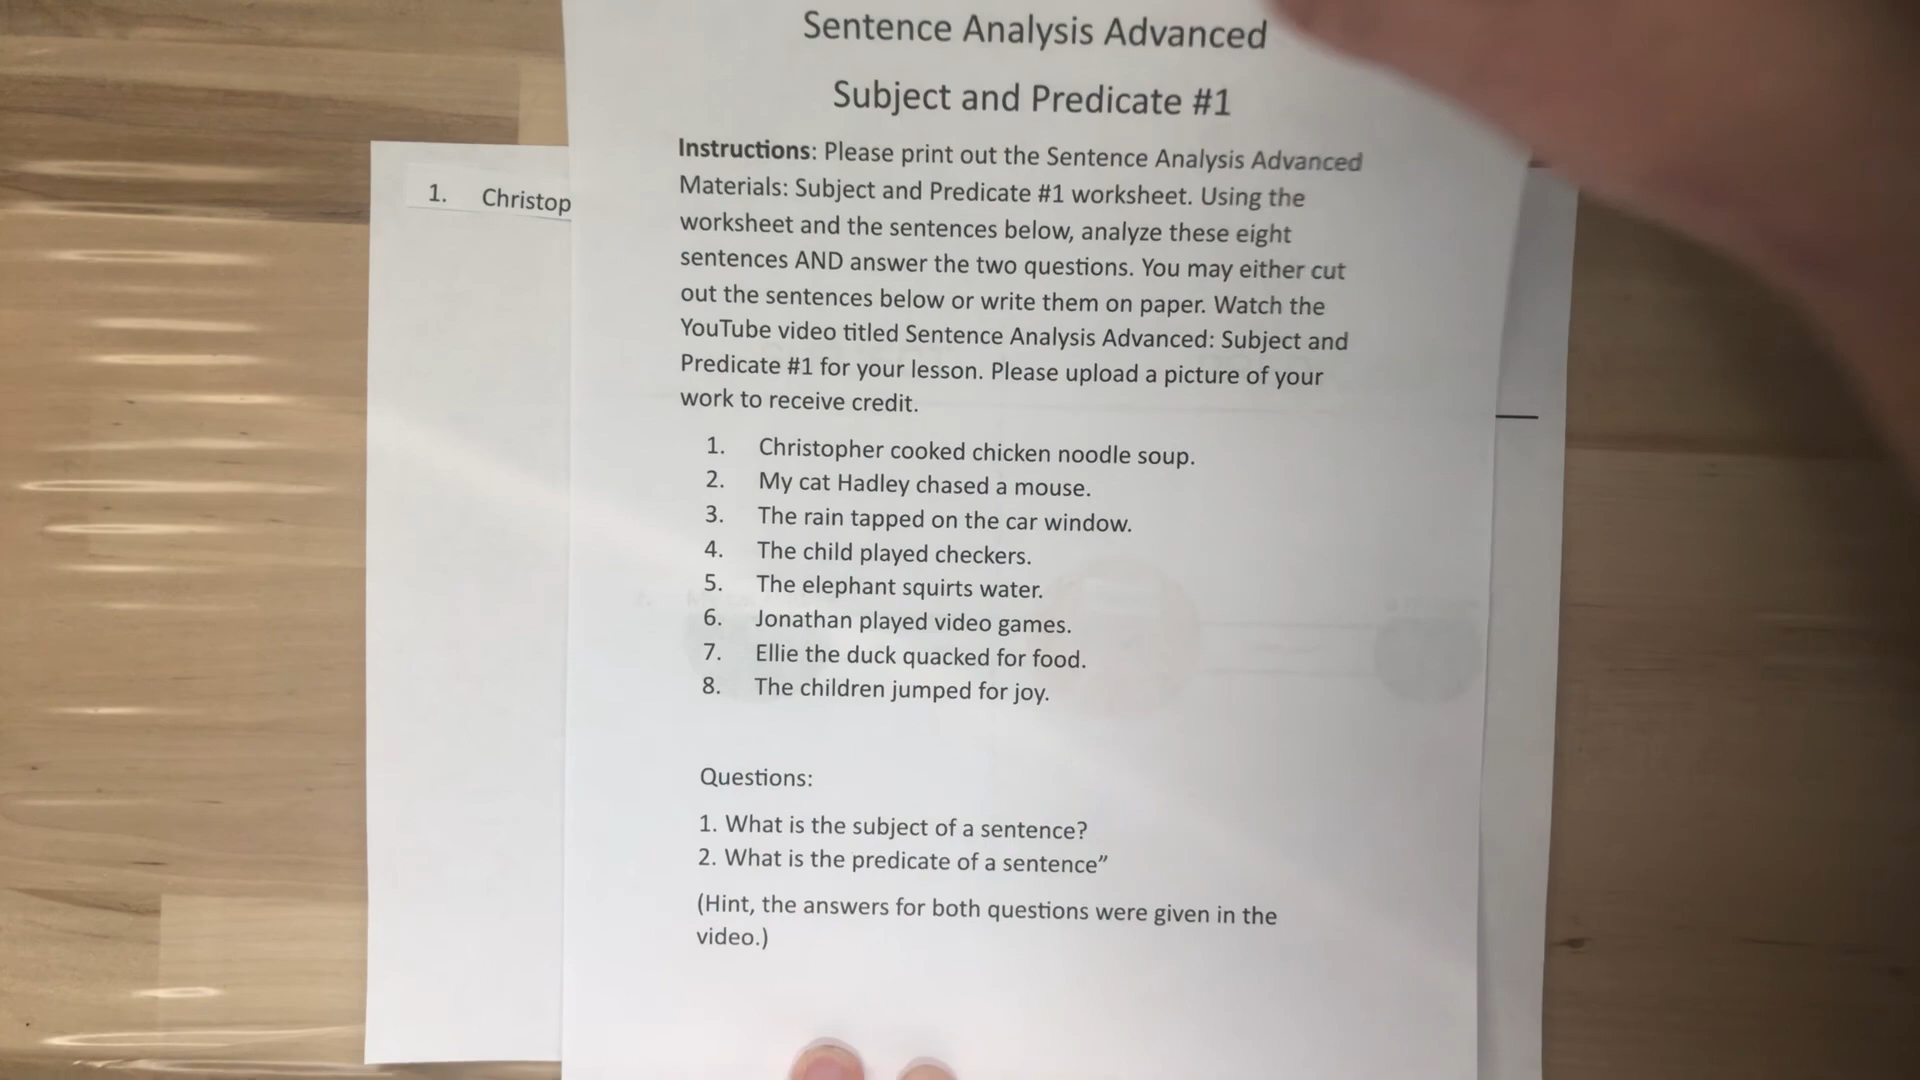 Sentence Analysis Advanced
Subject and Predicate #1
Instructions: Please print out the Sentence Analysis Advanced
Materials: Subject and Predicate #1 worksheet. Using the
worksheet and the sentences below, analyze these eight
sentences AND answer the two questions. You may either cut
out the sentences below or write them on paper. Watch the
YouTube video titled Sentence Analysis Advanced: Subject and
Predicate #1 for your lesson. Please upload a picture of your
work to receive credit.
1. Christopher cooked chicken noodle soup.
2. My cat Hadley chased a mouse.
3. The rain tapped on the car window.
4. The child played checkers.
5. The elephant squirts water.
6. Jonathan played video games.
7. Ellie the duck quacked for food.
8. The children jumped for joy.
Questions:
1. What is the subject of a sentence?
2. What is the predicate of a sentence”
(Hint, the answers for both questions were given in the
video.)
1. Christop